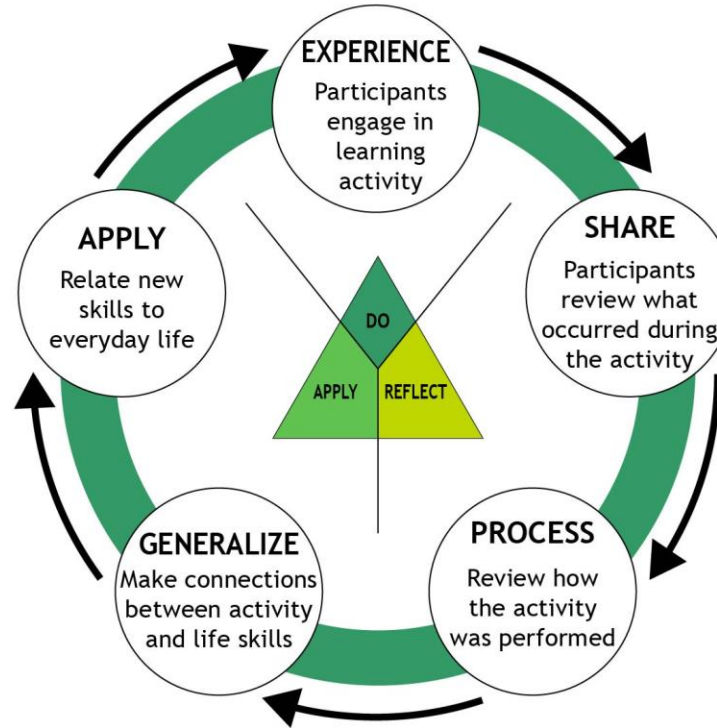 EXPERIENCE
Participants
engage in
learning
activity
SHARE
Participants
review what
occurred during
the activity
PROCESS
Review how
the activity
was performed
GENERALIZE
Make connections
between activity
and life skills
APPLY
Relate new
skills to
everyday life
DO
APPLY
REFLECT